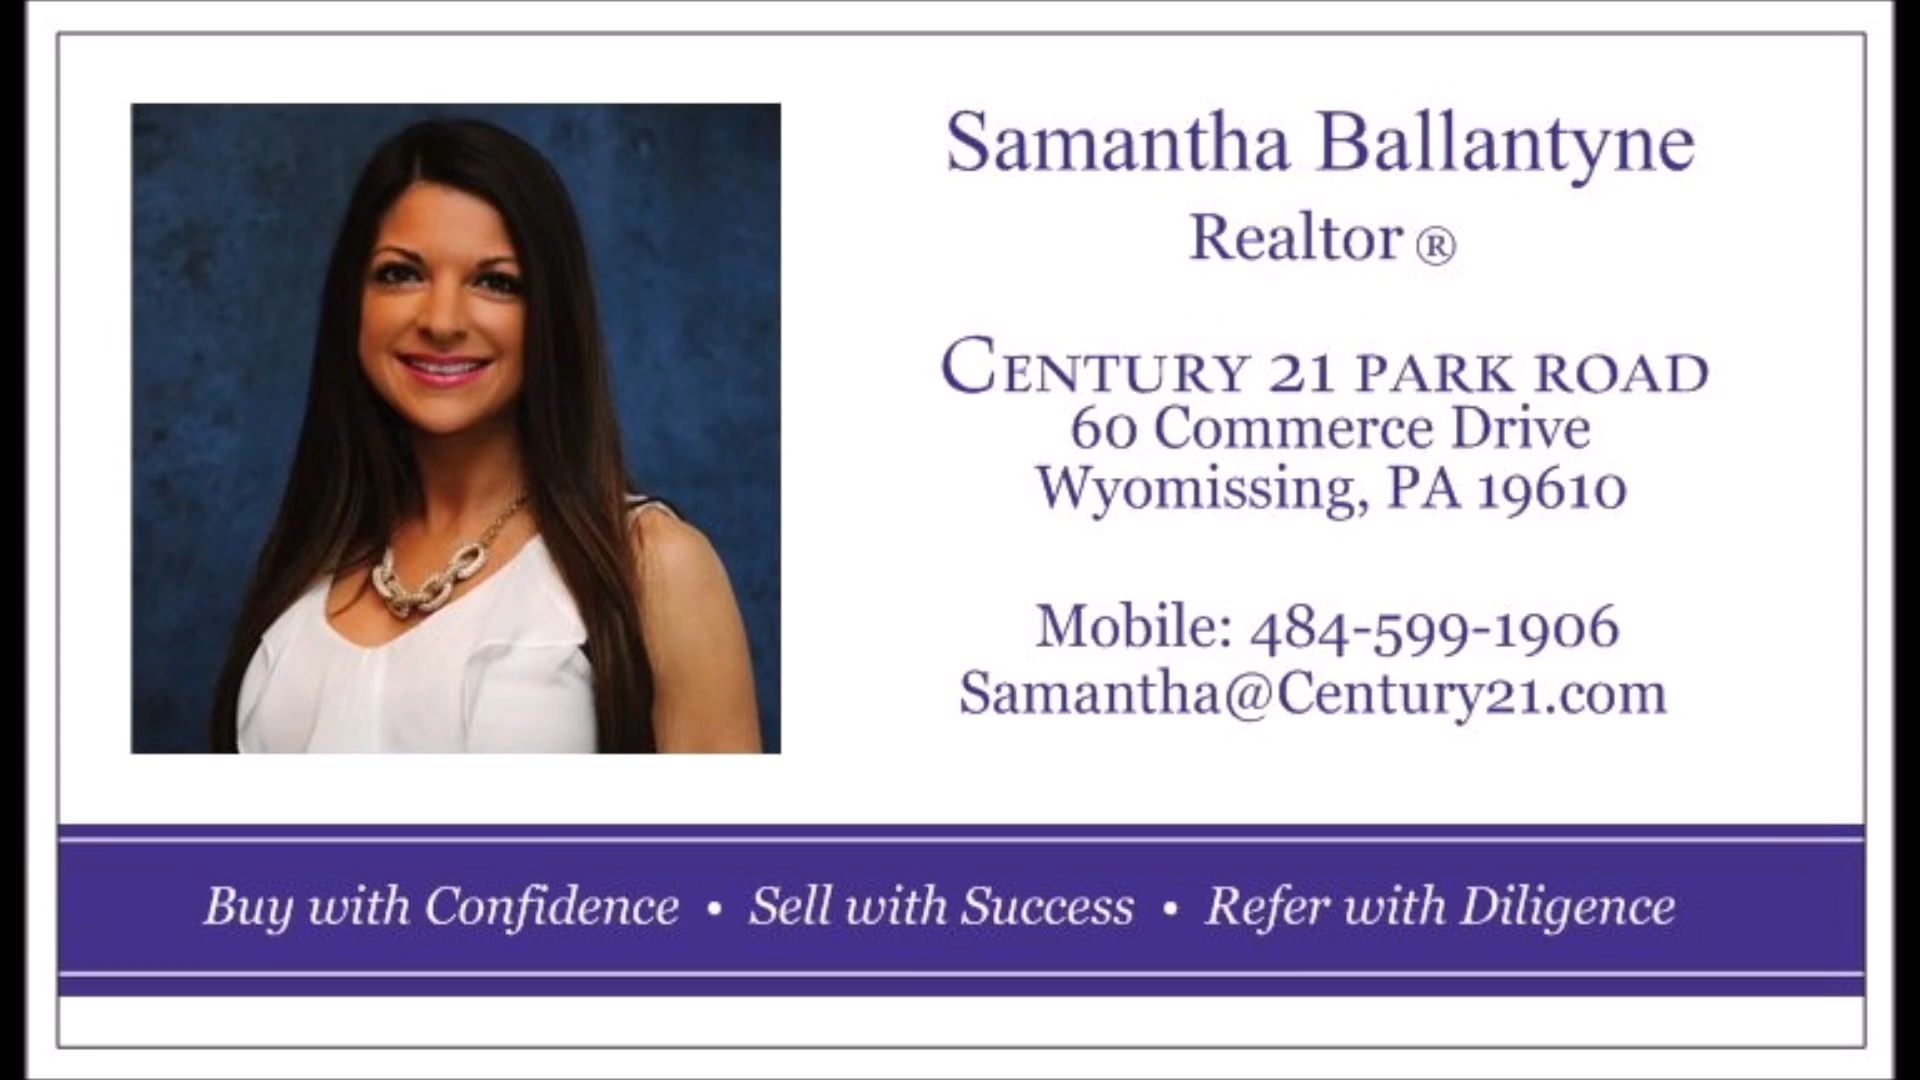 Samantha Ballantyne
Realtor ®
CENTURY 21 PARK ROAD
60 Commerce Drive
Wyomissing, PA 19610
Mobile: 484-599-1906
Samantha@Century21.com
Buy with Confidence • Sell with Success • Refer with Diligence